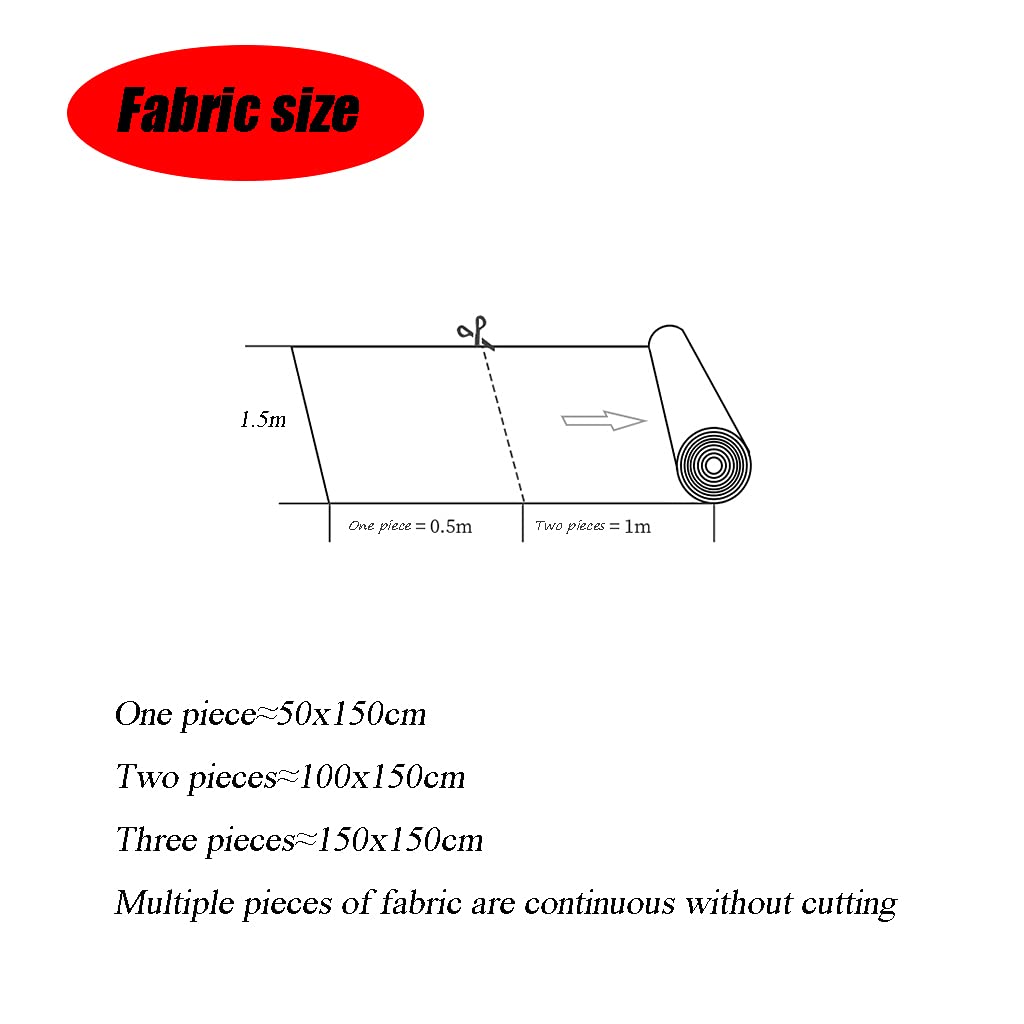 Fabric size
1.5m
One piece = 0.5m
Two pieces = 1m
One piece≈50x150cm
Two pieces≈100x150cm
Three pieces≈150x150cm
Multiple pieces of fabric are continuous without cutting